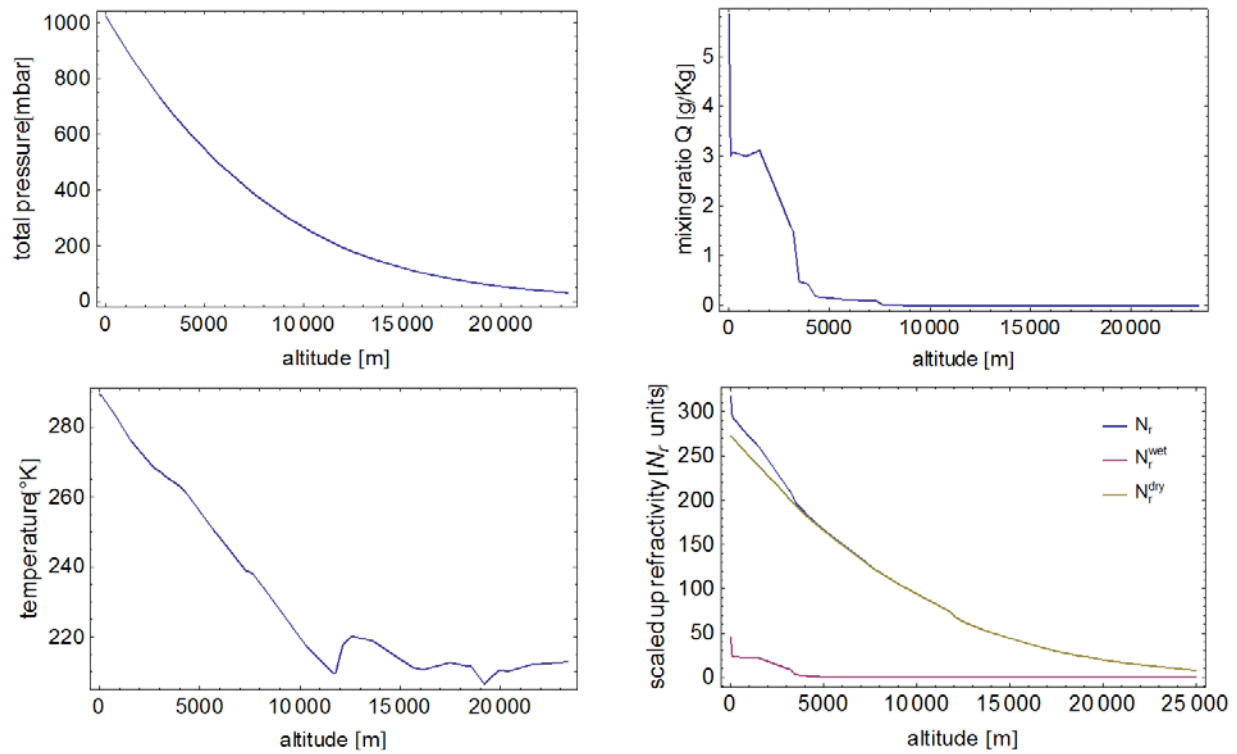 total pressure[mbar]
1000
800
600
400
200
0
0 5000 10 000 15 000 20 000
altitude [m]
mixingratio Q [g/Kg]
5
4
3
2
1
0
0 5000 10 000 15 000 20 000
altitude [m]
temperature[°K]
280
260
240
220
0 5000 10 000 15 000 20 000
altitude [m]
scaled up refractivity [Nr units]
300
250
200
150
100
50
0
0 5000 10 000 15 000 20 000 25 000
altitude [m]
Nr
Nr^wet
Nr^dry